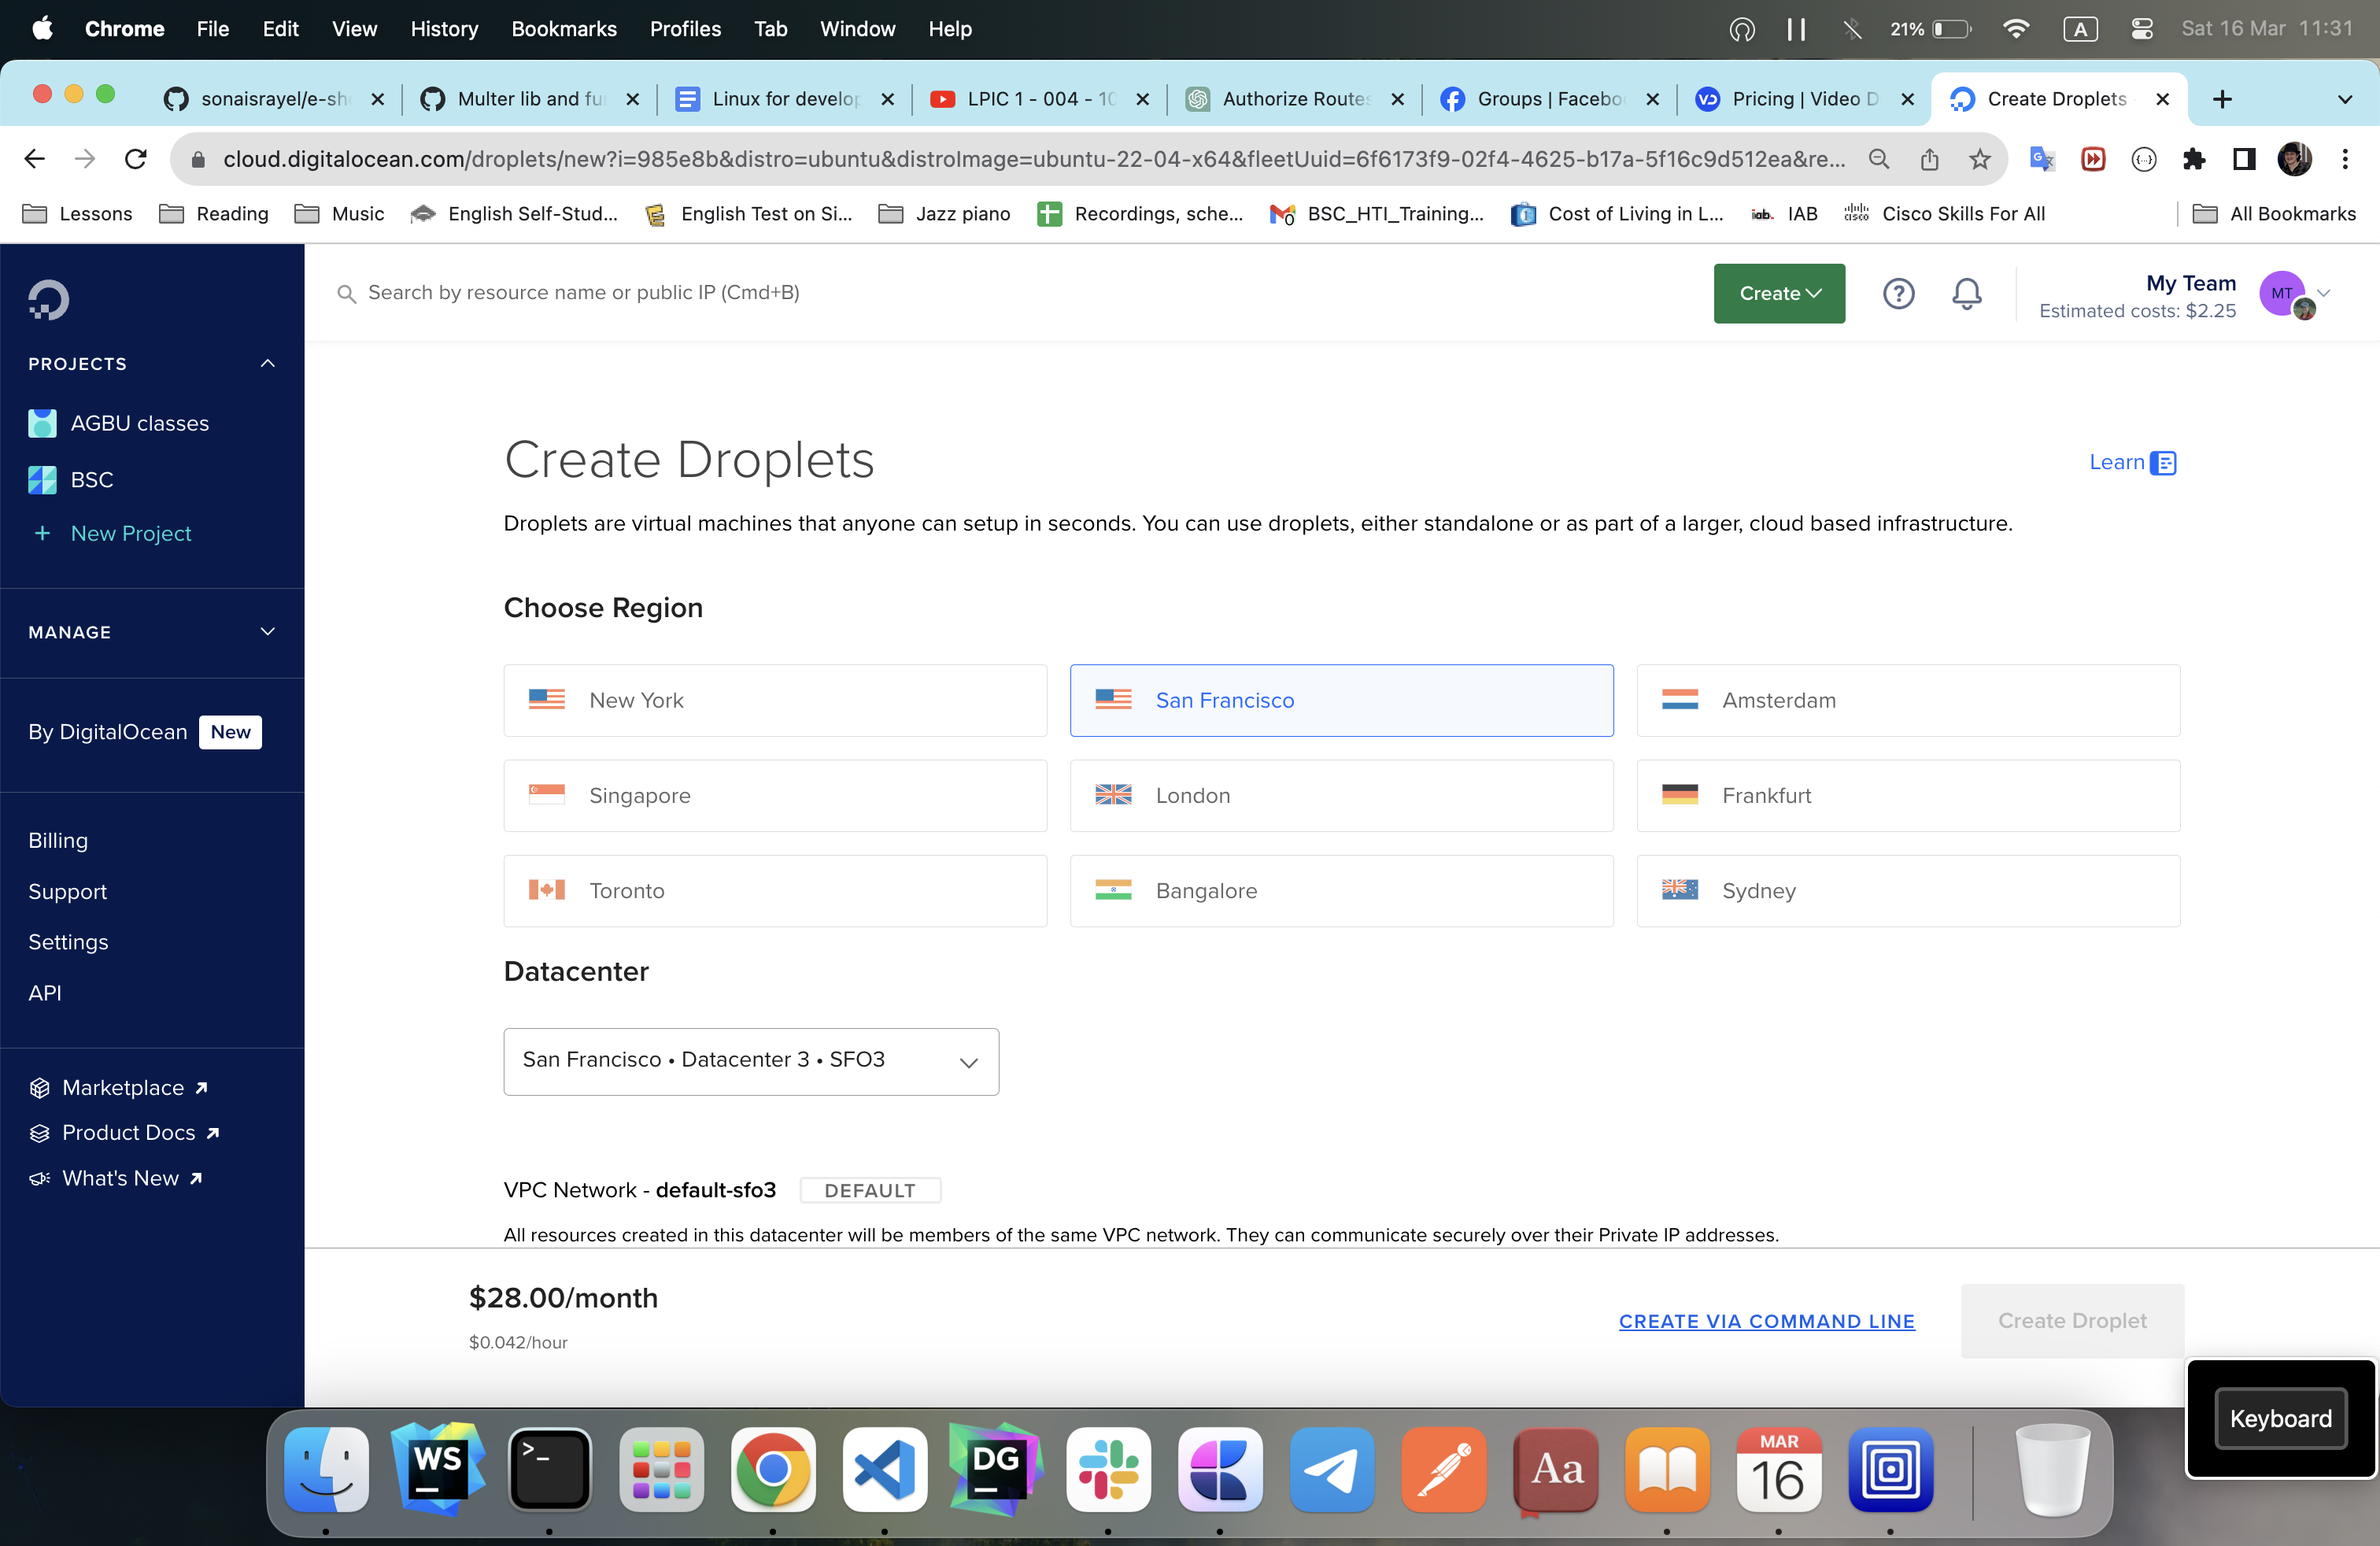 Chrome File Edit View History Bookmarks Profiles Tab Window Help 21% A Sat 16 Mar 11:31
sonaisrayel/e-sh Multer lib and fu Linux for develop LPIC 1 - 004 - 10 Authorize Routes Groups | Facebo Pricing | Video D Create Droplets
cloud.digitalocean.com/droplets/new?i=985e8b&distro=ubuntu&distroImage=ubuntu-22-04-x64&fleetUuid=6f6173f9-02f4-4625-b17a-5f16c9d512ea&re...
Lessons Reading Music English Self-Stud... English Test on Si... Jazz piano Recordings, sche... BSC_HTI_Training... Cost of Living in L... iab. IAB cisco Cisco Skills For All All Bookmarks
Search by resource name or public IP (Cmd+B)
Create
My Team
Estimated costs: $2.25
MT
PROJECTS
AGBU classes
BSC
+ New Project
MANAGE
By DigitalOcean New
Billing
Support
Settings
API
Marketplace
Product Docs
What's New
Create Droplets
Learn
Droplets are virtual machines that anyone can setup in seconds. You can use droplets, either standalone or as part of a larger, cloud based infrastructure.
Choose Region
New York San Francisco Amsterdam
Singapore London Frankfurt
Toronto Bangalore Sydney
Datacenter
San Francisco • Datacenter 3 • SFO3
VPC Network - default-sfo3 DEFAULT
All resources created in this datacenter will be members of the same VPC network. They can communicate securely over their Private IP addresses.
$28.00/month
$0.042/hour
CREATE VIA COMMAND LINE
Create Droplet
Keyboard
WS
>_
DG
Aa
MAR
16